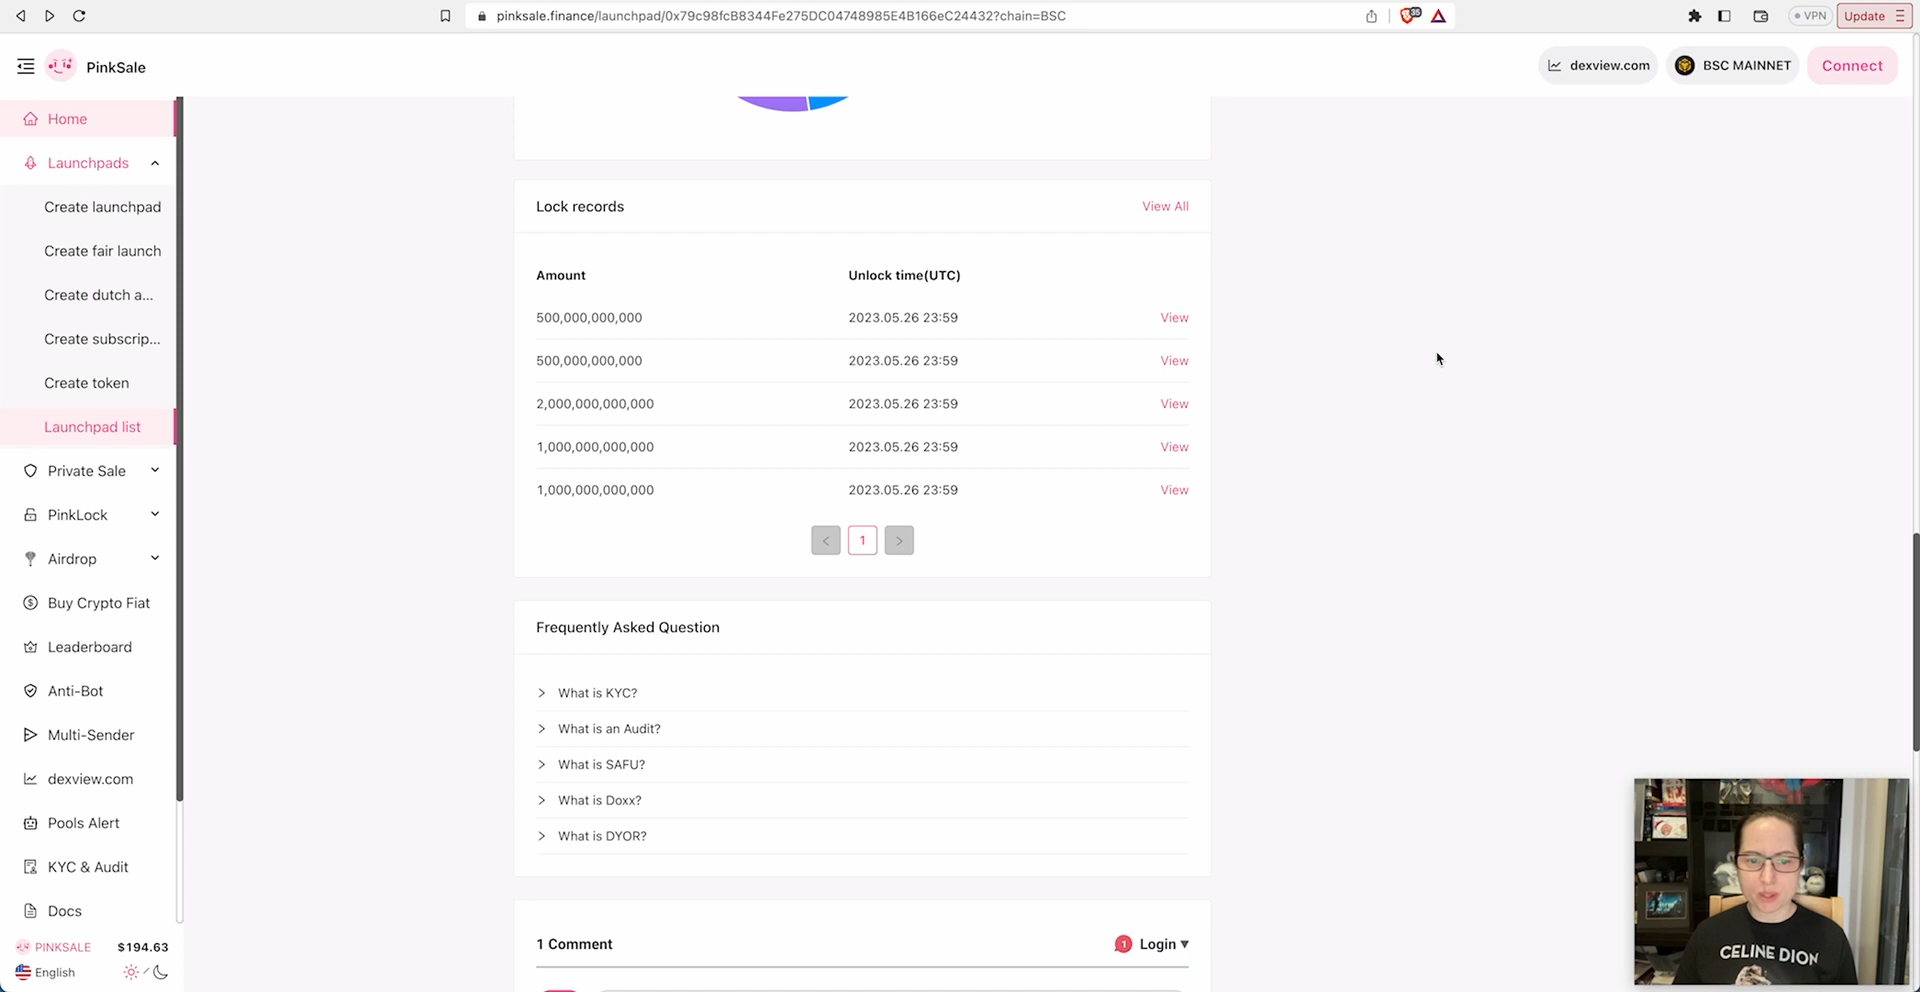 pinksale.finance/launchpad/0x79c98fcB8344Fe275DC04748985E4B166eC24432?chain=BSC
35
VPN
Update
PinkSale
dexview.com
BSC MAINNET
Connect
Home
Launchpads
Create launchpad
Create fair launch
Create dutch a...
Create subscrip...
Create token
Launchpad list
Private Sale
PinkLock
Airdrop
Buy Crypto Fiat
Leaderboard
Anti-Bot
Multi-Sender
dexview.com
Pools Alert
KYC & Audit
Docs
PINKSALE $194.63
English
Lock records View All
Amount Unlock time(UTC)
500,000,000,000 2023.05.26 23:59 View
500,000,000,000 2023.05.26 23:59 View
2,000,000,000,000 2023.05.26 23:59 View
1,000,000,000,000 2023.05.26 23:59 View
1,000,000,000,000 2023.05.26 23:59 View
< 1 >
Frequently Asked Question
What is KYC?
What is an Audit?
What is SAFU?
What is Doxx?
What is DYOR?
1 Comment 1 Login
CELINE DION